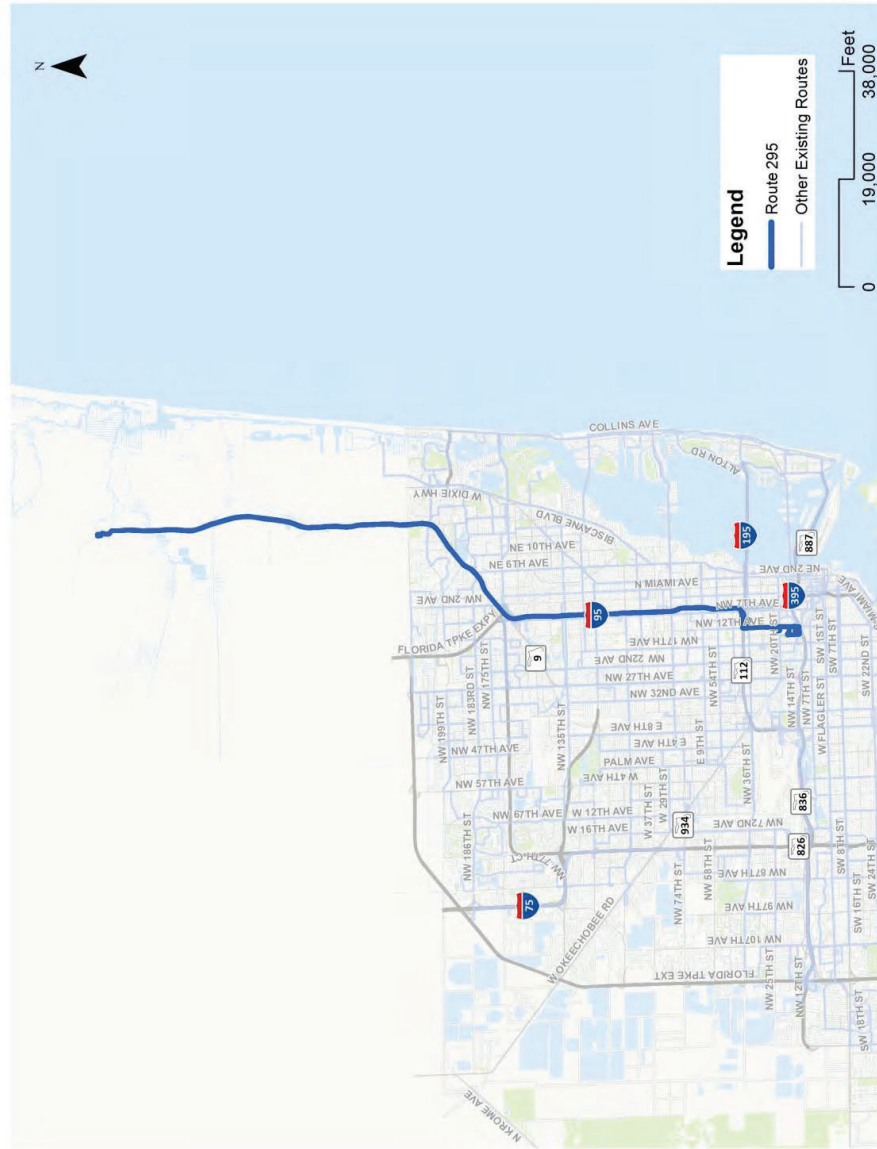 N
COLLINS AVE
W DIXIE HWY
ALTON RD
BISCAYNE BLVD
195
887
NE 10TH AVE
NE 6TH AVE
NE 2ND AVE
N MIAMI AVE
NW 2ND AVE
NW 7TH AVE
395
S MIAMI AVE
95
NW 12TH AVE
FLORIDA TPKE EXPY
NW 17TH AVE
NW 20TH ST
SW 1ST ST
SW 7TH ST
9
NW 22ND AVE
112
NW 54TH ST
NW 27TH AVE
SW 22ND ST
NW 199TH ST
NW 183RD ST
NW 175TH ST
NW 32ND AVE
NW 14TH ST
NW 7TH ST
W FLAGLER ST
NW 135TH ST
E 8TH AVE
E 4TH AVE
E 9TH ST
NW 47TH AVE
PALM AVE
W 4TH AVE
NW 36TH ST
NW 57TH AVE
NW 67TH AVE
W 12TH AVE
W 16TH AVE
W 37TH ST
W 29TH ST
934
NW 72ND AVE
836
826
NW 186TH ST
NW 77TH CT
NW 74TH ST
NW 58TH ST
NW 87TH AVE
SW 8TH ST
75
NW 97TH AVE
SW 16TH ST
SW 24TH ST
W OKEECHOBEE RD
NW 107TH AVE
FLORIDA TPKE EXT
NW 25TH ST
NW 12TH ST
SW 18TH ST
N KROME AVE
Legend
Route 295
Other Existing Routes
0 19,000 38,000
Feet